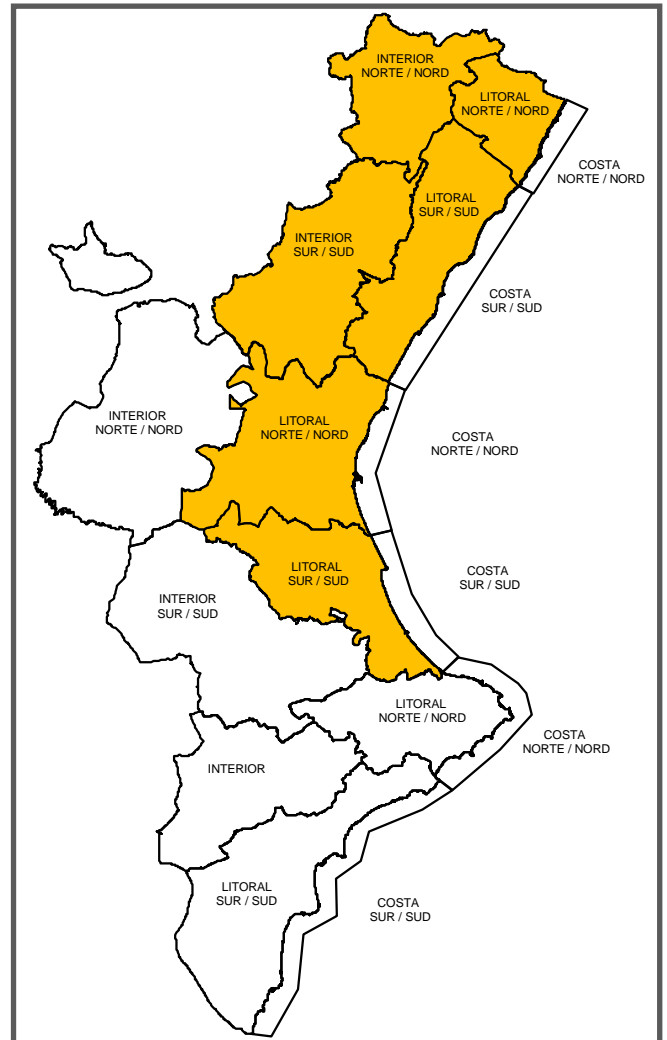 INTERIOR
NORTE / NORD
LITORAL
NORTE / NORD
COSTA
NORTE / NORD
LITORAL
SUR / SUD
INTERIOR
SUR / SUD
COSTA
SUR / SUD
INTERIOR
NORTE / NORD
LITORAL
NORTE / NORD
COSTA
NORTE / NORD
LITORAL
SUR / SUD
COSTA
SUR / SUD
INTERIOR
SUR / SUD
LITORAL
NORTE / NORD
COSTA
NORTE / NORD
INTERIOR
LITORAL
SUR / SUD
COSTA
SUR / SUD